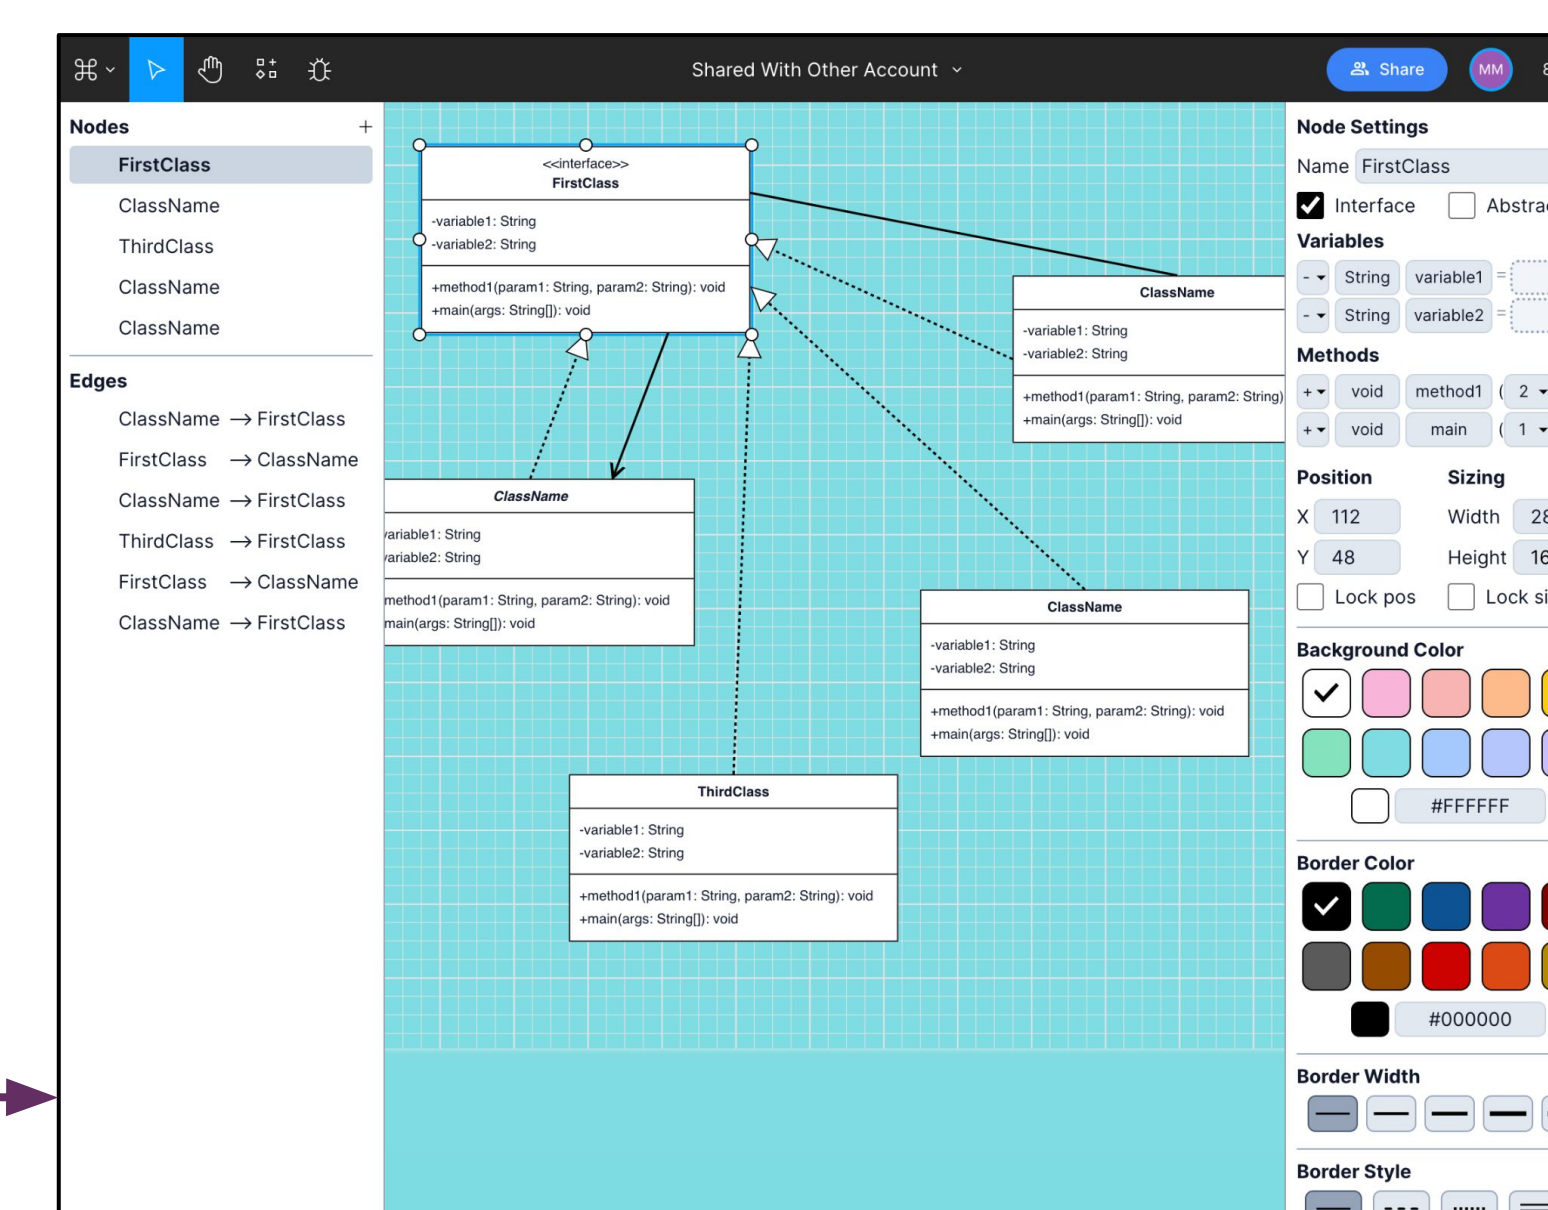 Shared With Other Account
Share
MM
Nodes
FirstClass
ClassName
ThirdClass
ClassName
ClassName
Edges
ClassName → FirstClass
FirstClass → ClassName
ClassName → FirstClass
ThirdClass → FirstClass
FirstClass → ClassName
ClassName → FirstClass
<<interface>>
FirstClass
-variable1: String
-variable2: String
+method1(param1: String, param2: String): void
+main(args: String[]): void
ClassName
-variable1: String
-variable2: String
+method1(param1: String, param2: String)
+main(args: String[]): void
ClassName
variable1: String
variable2: String
method1(param1: String, param2: String): void
main(args: String[]): void
ClassName
-variable1: String
-variable2: String
+method1(param1: String, param2: String): void
+main(args: String[]): void
ThirdClass
-variable1: String
-variable2: String
+method1(param1: String, param2: String): void
+main(args: String[]): void
Node Settings
Name FirstClass
Interface
Variables
- String variable1 =
- String variable2 =
Methods
+ void method1 ( 2
+ void main ( 1
Position Sizing
X 112 Width
Y 48 Height
Lock pos Lock
Background Color
#FFFFFF
Border Color
#000000
Border Width
Border Style